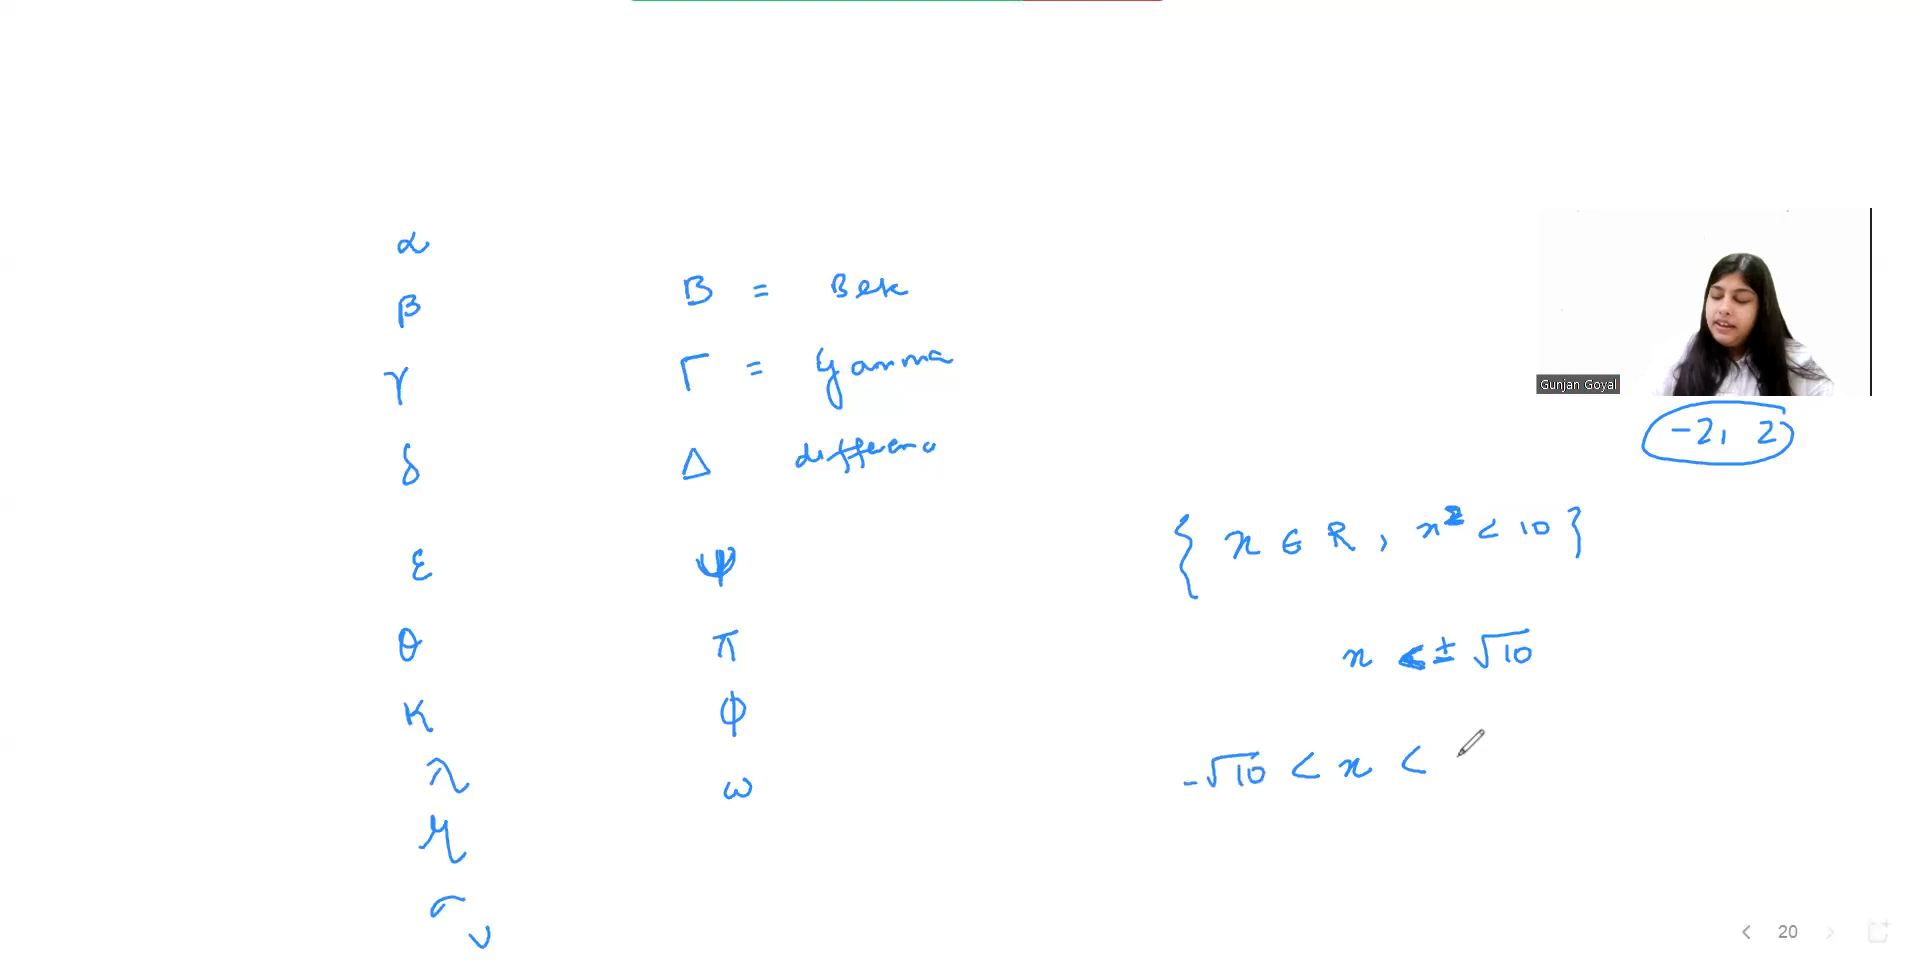 α
β
γ
δ
ε
θ
κ
λ
μ
σ
ν
B = Beta
Γ = gamma
Δ difference
ψ
π
φ
ω
Gunjan Goyal
-2, 2
{ x ∈ R, x² < 10 }
x < ± √10
-√10 < x <
20